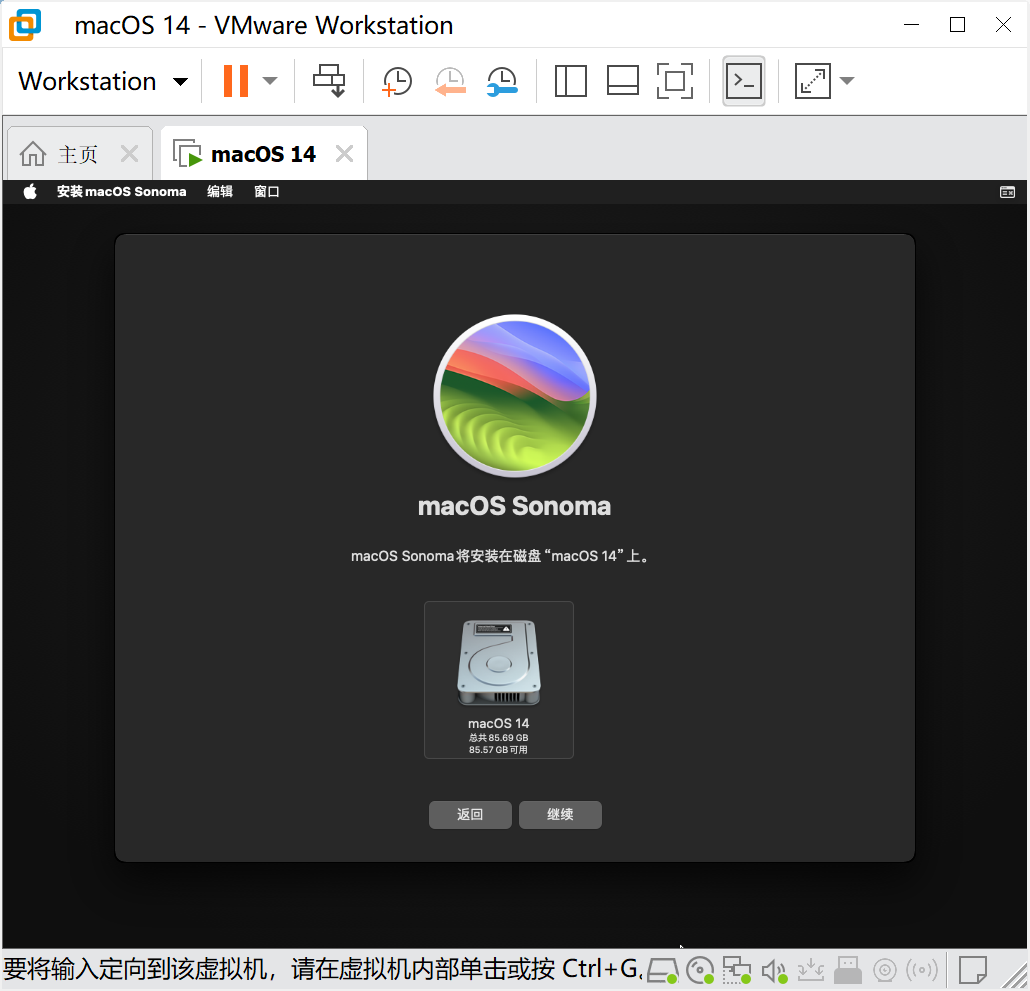 macOS 14 - VMware Workstation
Workstation
主页
macOS 14
安装 macOS Sonoma 编辑 窗口
macOS Sonoma
macOS Sonoma 将安装在磁盘“macOS 14”上。
macOS 14
总共 85.69 GB
85.57 GB 可用
返回
继续
要将输入定向到该虚拟机，请在虚拟机内部单击或按 Ctrl+G。